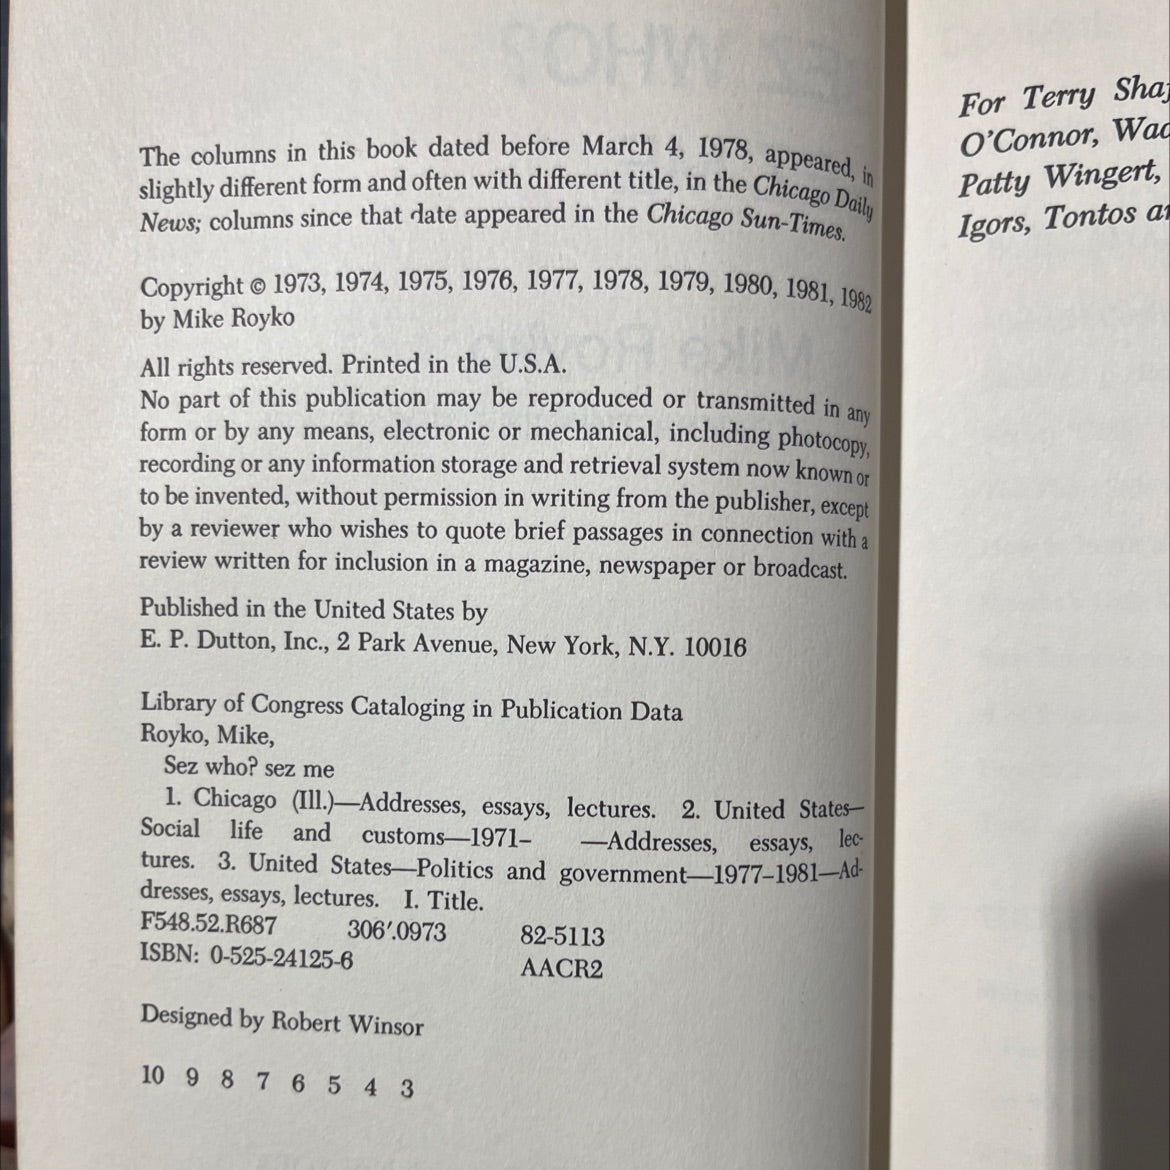 The columns in this book dated before March 4, 1978, appeared, in
slightly different form and often with different title, in the Chicago Daily
News; columns since that date appeared in the Chicago Sun-Times.
Copyright © 1973, 1974, 1975, 1976, 1977, 1978, 1979, 1980, 1981, 1982
by Mike Royko
All rights reserved. Printed in the U.S.A.
No part of this publication may be reproduced or transmitted in any
form or by any means, electronic or mechanical, including photocopy,
recording or any information storage and retrieval system now known or
to be invented, without permission in writing from the publisher, except
by a reviewer who wishes to quote brief passages in connection with a
review written for inclusion in a magazine, newspaper or broadcast.
Published in the United States by
E. P. Dutton, Inc., 2 Park Avenue, New York, N.Y. 10016
Library of Congress Cataloging in Publication Data
Royko, Mike,
Sez who? sez me
1. Chicago (Ill.)—Addresses, essays, lectures. 2. United States—
Social life and customs—1971– —Addresses, essays, lec-
tures. 3. United States—Politics and government—1977–1981—Ad-
dresses, essays, lectures. I. Title.
F548.52.R687 306′.0973 82-5113
ISBN: 0-525-24125-6 AACR2
Designed by Robert Winsor
10 9 8 7 6 5 4 3
For Terry
O'Connor,
Patty Wingert,
Igors, Tontos